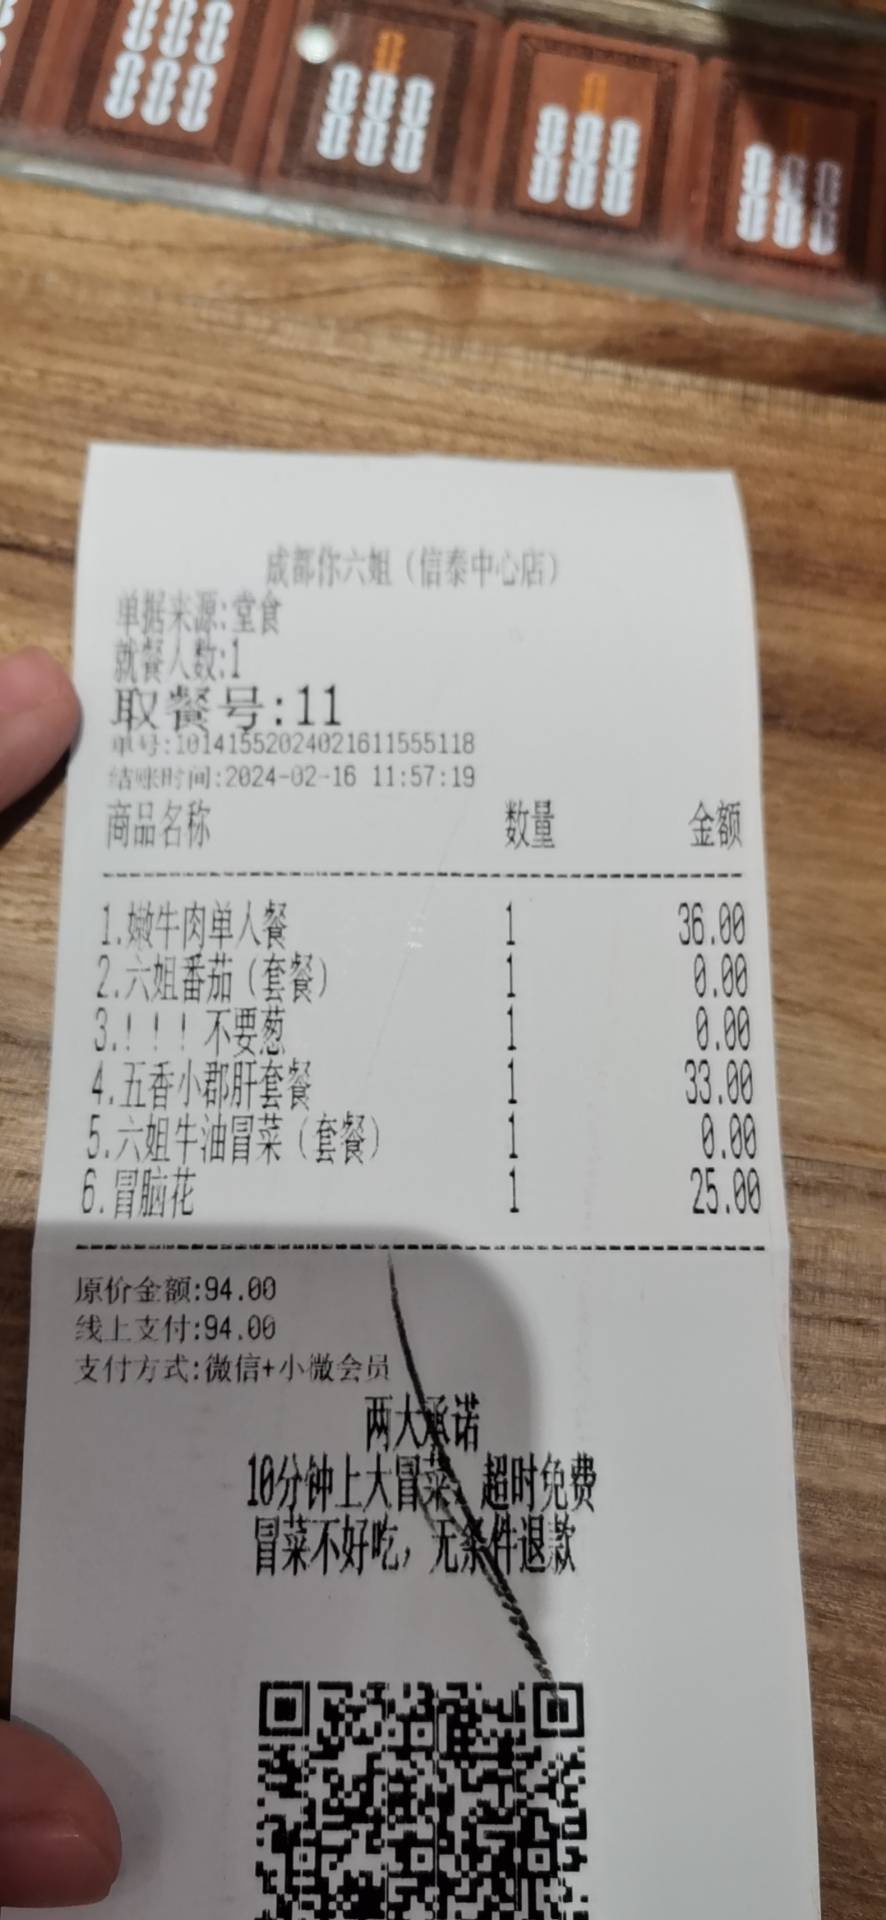 成都你六姐（信泰中心店）
单据来源:堂食
就餐人数:1
取餐号:11
单号:10141552024021611555118
结账时间:2024-02-16 11:57:19
商品名称 数量 金额
1.嫩牛肉单人餐 1 36.00
2.六姐番茄（套餐） 1 0.00
3.！！！不要葱 1 0.00
4.五香小郡肝套餐 1 33.00
5.六姐牛油冒菜（套餐） 1 0.00
6.冒脑花 1 25.00
原价金额:94.00
线上支付:94.00
支付方式:微信+小微会员
两大承诺
10分钟上大冒菜，超时免费
冒菜不好吃，无条件退款